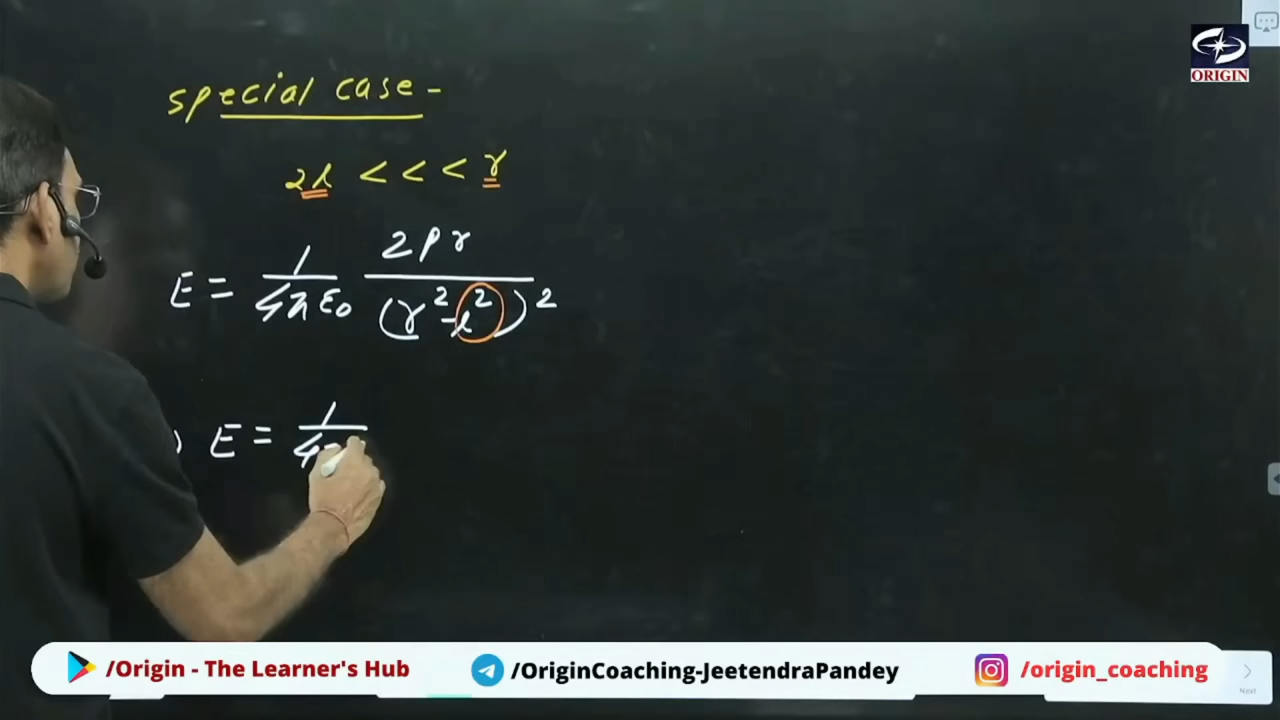 ORIGIN
special case -
2l < < < r
E = 1/4πε₀ 2pr/(r² - l²)²
E = 1/4
/Origin - The Learner's Hub
/OriginCoaching-JeetendraPandey
/origin_coaching
Next